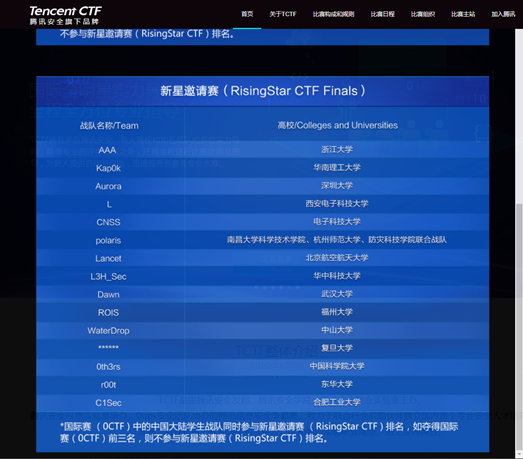 Tencent CTF
腾讯安全旗下品牌
首页 关于TCTF 比赛构成和规则 比赛日程 比赛组织 比赛主站 加入腾讯
不参与新星邀请赛（RisingStar CTF）排名。
新星邀请赛（RisingStar CTF Finals）
战队名称/Team 高校/Colleges and Universities
AAA 浙江大学
Kap0k 华南理工大学
Aurora 深圳大学
L 西安电子科技大学
CNSS 电子科技大学
polaris 南昌大学科学技术学院、杭州师范大学、防灾科技学院联合战队
Lancet 北京航空航天大学
L3H_Sec 华中科技大学
Dawn 武汉大学
ROIS 福州大学
WaterDrop 中山大学
****** 复旦大学
0th3rs 中国科学院大学
r00t 东华大学
C1Sec 合肥工业大学
*国际赛（ 0CTF）中的中国大陆学生战队同时参与新星邀请赛 （ RisingStar CTF）排名，如夺得国际
赛（0CTF）前三名，则不参与新星邀请赛（RisingStar CTF）排名。